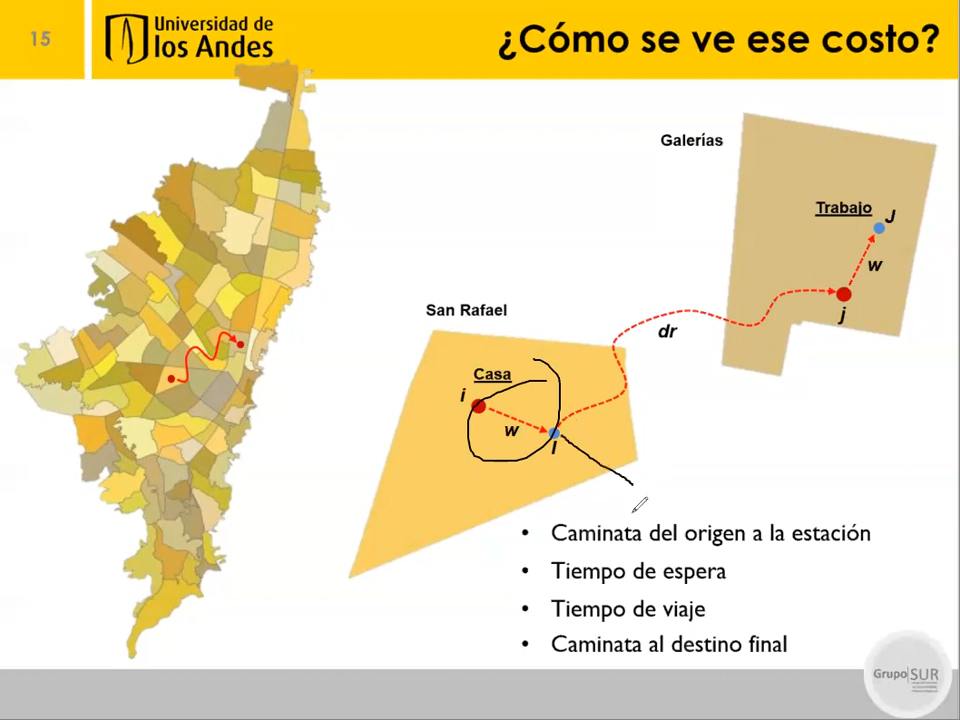 15
Universidad de
los Andes
¿Cómo se ve ese costo?
Galerías
Trabajo
J
w
j
San Rafael
dr
Casa
i
w
I
• Caminata del origen a la estación
• Tiempo de espera
• Tiempo de viaje
• Caminata al destino final
Grupo|SUR